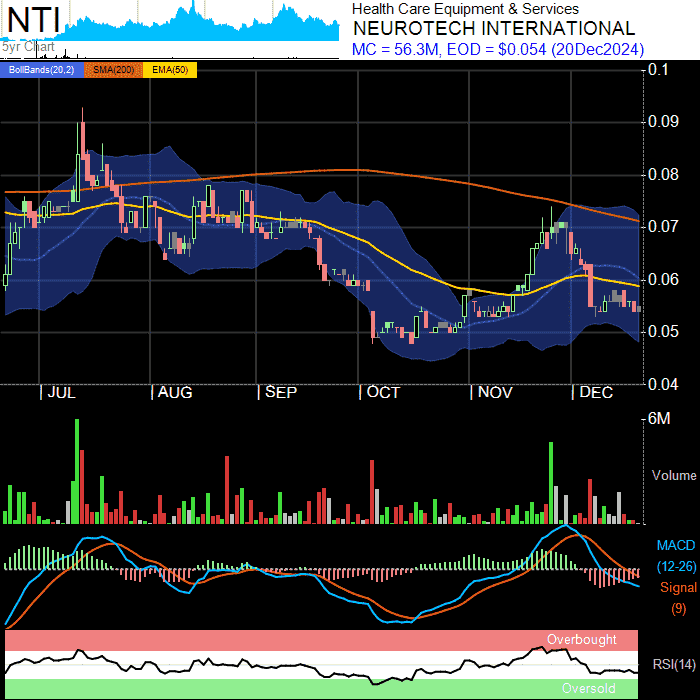 NTI
5yr Chart
Health Care Equipment & Services
NEUROTECH INTERNATIONAL
MC = 56.3M, EOD = $0.054 (20Dec2024)
BollBands(20,2) SMA(200) EMA(50)
0.1
0.09
0.08
0.07
0.06
0.05
0.04
JUL AUG SEP OCT NOV DEC
6M
Volume
MACD
(12-26)
Signal
(9)
Overbought
RSI(14)
Oversold